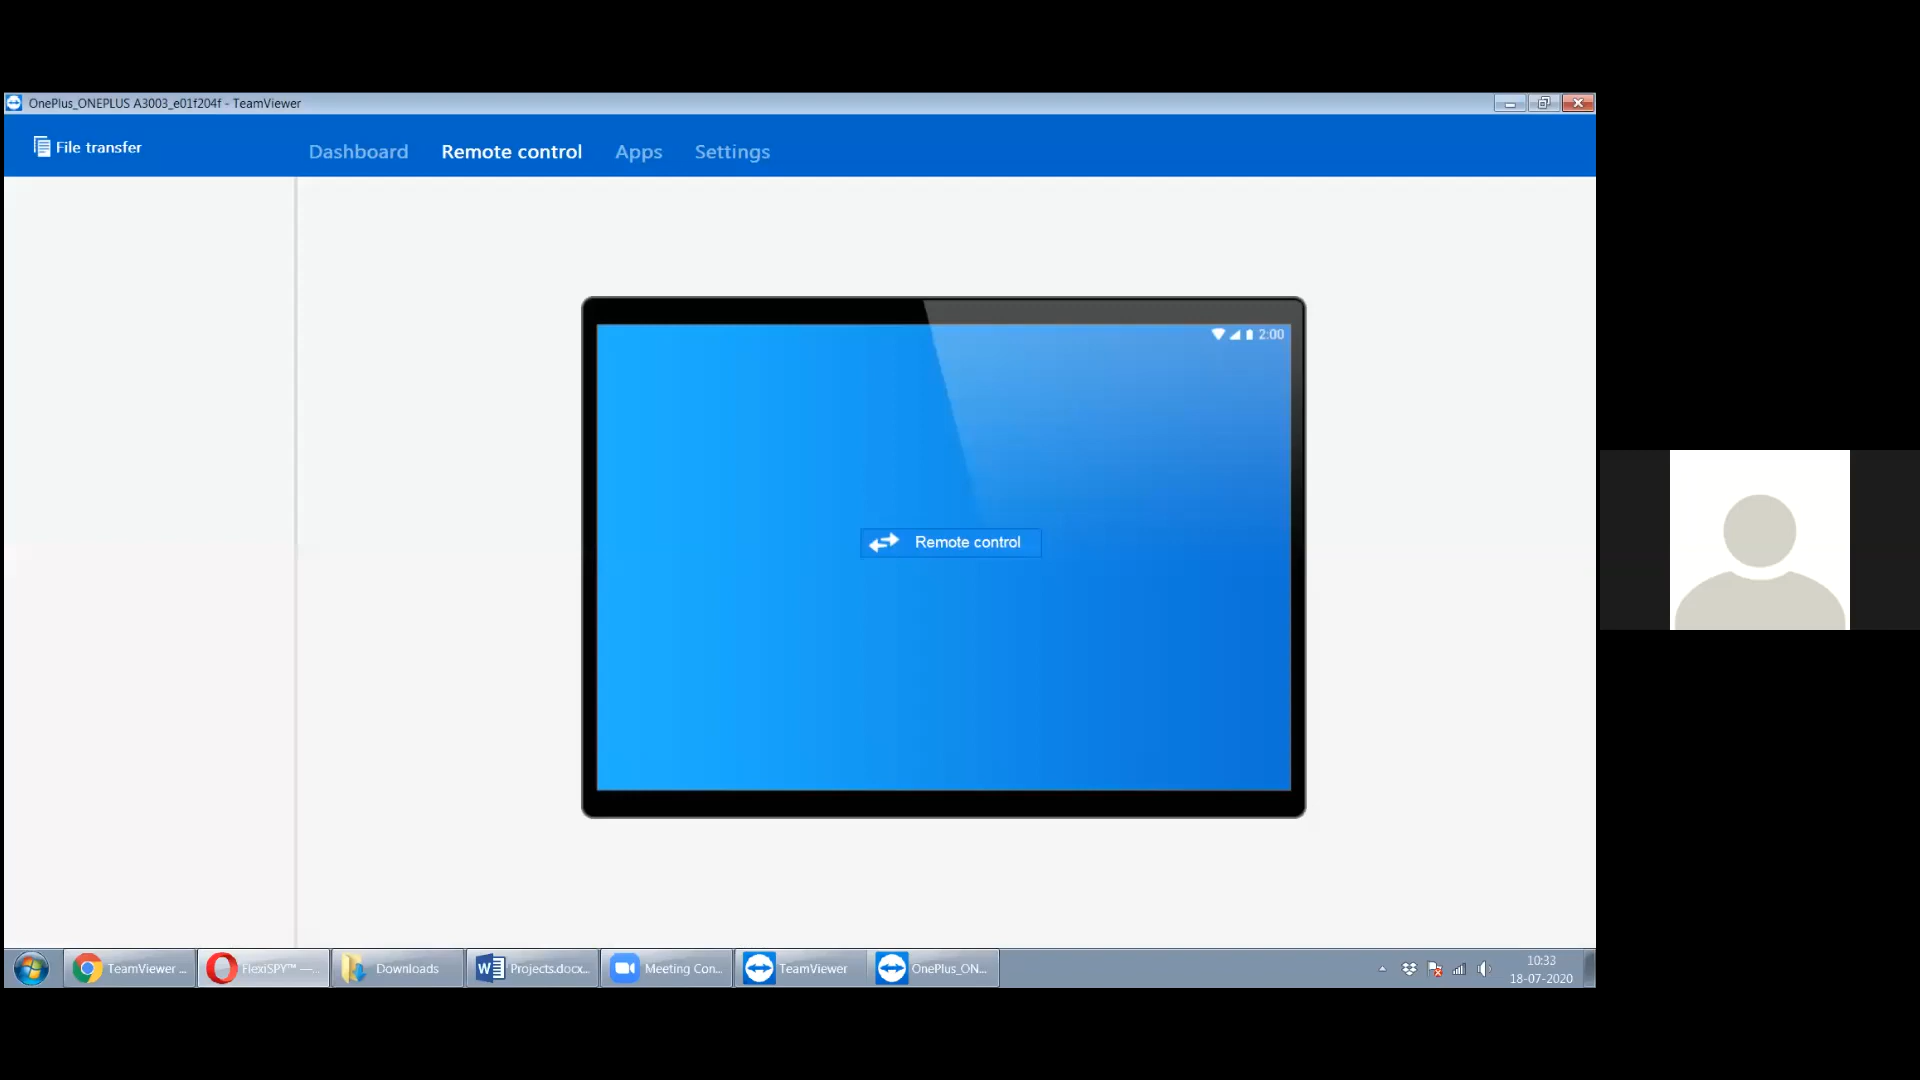 OnePlus_ONEPLUS A3003_e01f204f - TeamViewer
File transfer
Dashboard Remote control Apps Settings
2:00
Remote control
TeamViewer ... FlexiSPY™ —... Downloads Projects.docx... Meeting Con... TeamViewer OnePlus_ON... 10:33
18-07-2020